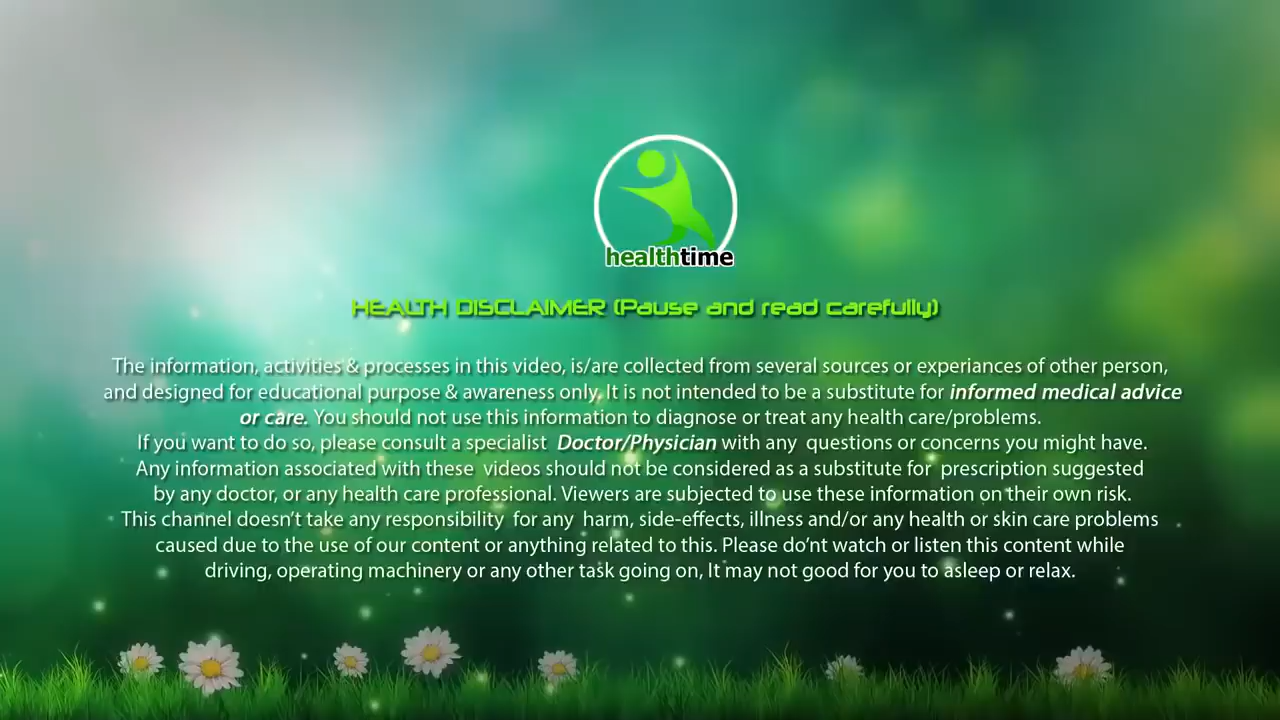 healthtime
HEALTH DISCLAIMER (Pause and read carefully)
The information, activities & processes in this video, is/are collected from several sources or experiances of other person,
and designed for educational purpose & awareness only. It is not intended to be a substitute for informed medical advice
or care. You should not use this information to diagnose or treat any health care/problems.
If you want to do so, please consult a specialist Doctor/Physician with any questions or concerns you might have.
Any information associated with these videos should not be considered as a substitute for prescription suggested
by any doctor, or any health care professional. Viewers are subjected to use these information on their own risk.
This channel doesn't take any responsibility for any harm, side-effects, illness and/or any health or skin care problems
caused due to the use of our content or anything related to this. Please do'nt watch or listen this content while
driving, operating machinery or any other task going on, It may not good for you to asleep or relax.